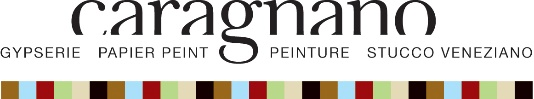 caragnano
GYPSERIE PAPIER PEINT PEINTURE STUCCO VENEZIANO